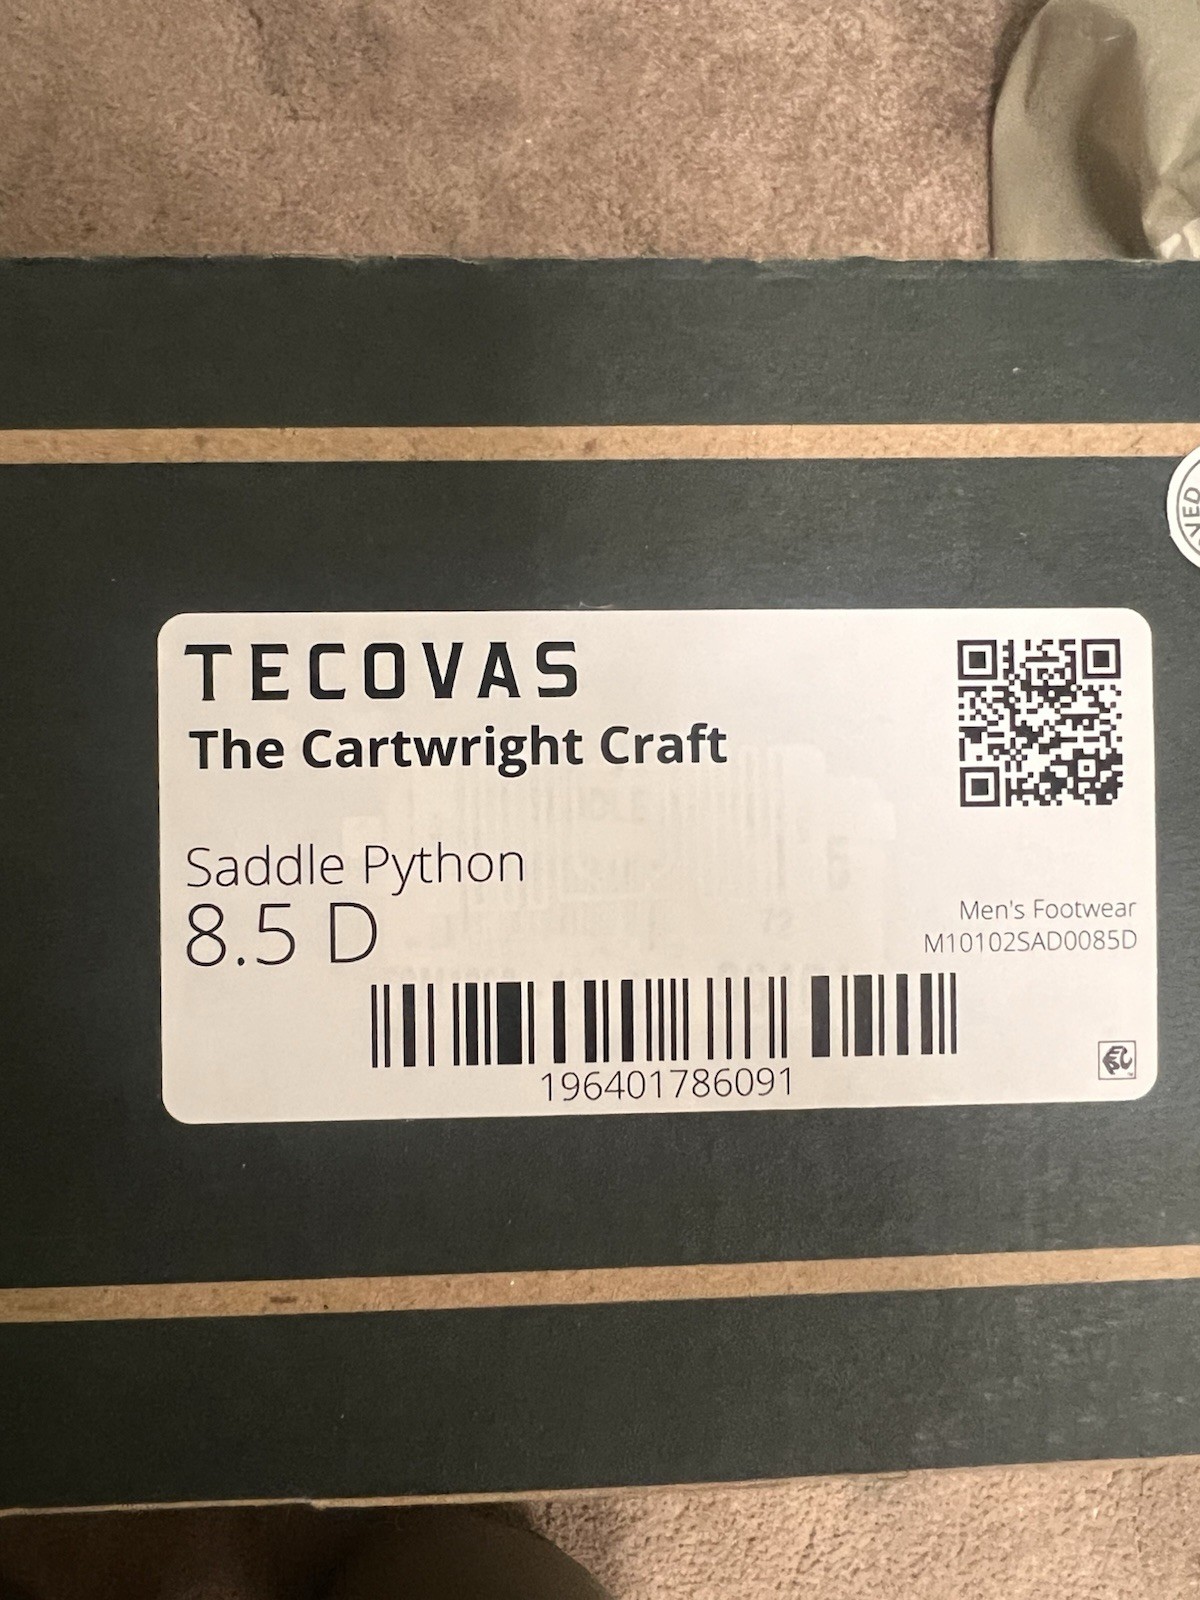 TECOVAS
The Cartwright Craft
Saddle Python
8.5 D
Men's Footwear
M10102SAD0085D
196401786091